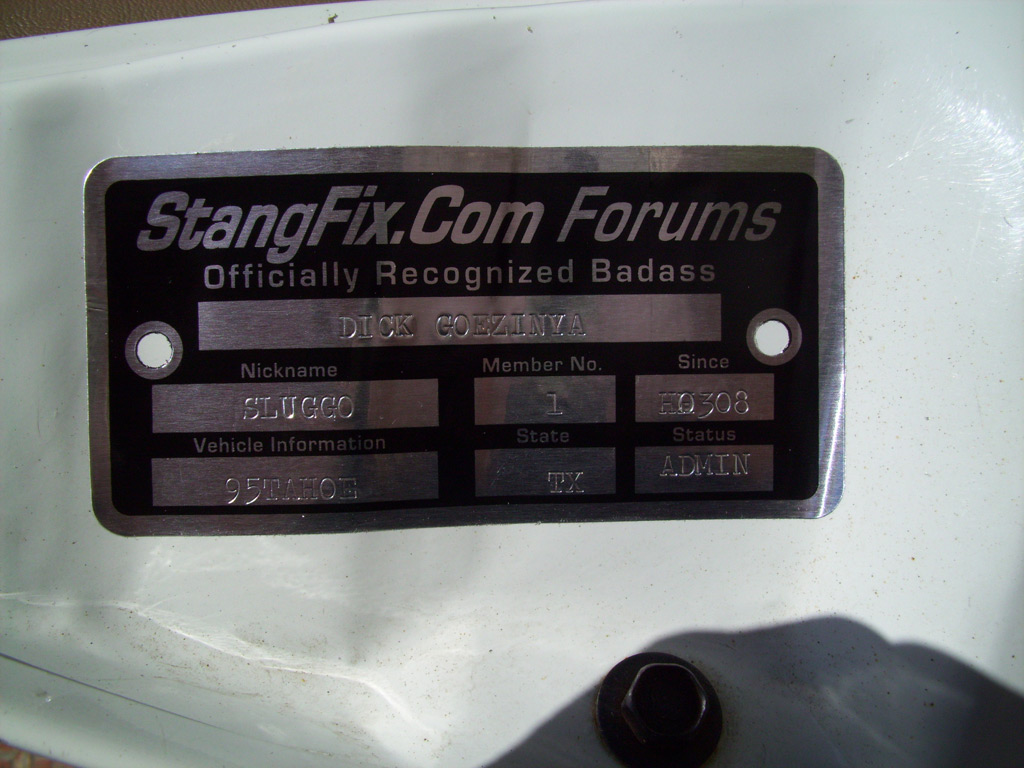 StangFix.Com Forums
Officially Recognized Badass
DICK GOEZINYA
Nickname Member No. Since
SLUGGO 1 HQ308
Vehicle Information State Status
95TAHOE TX ADMIN